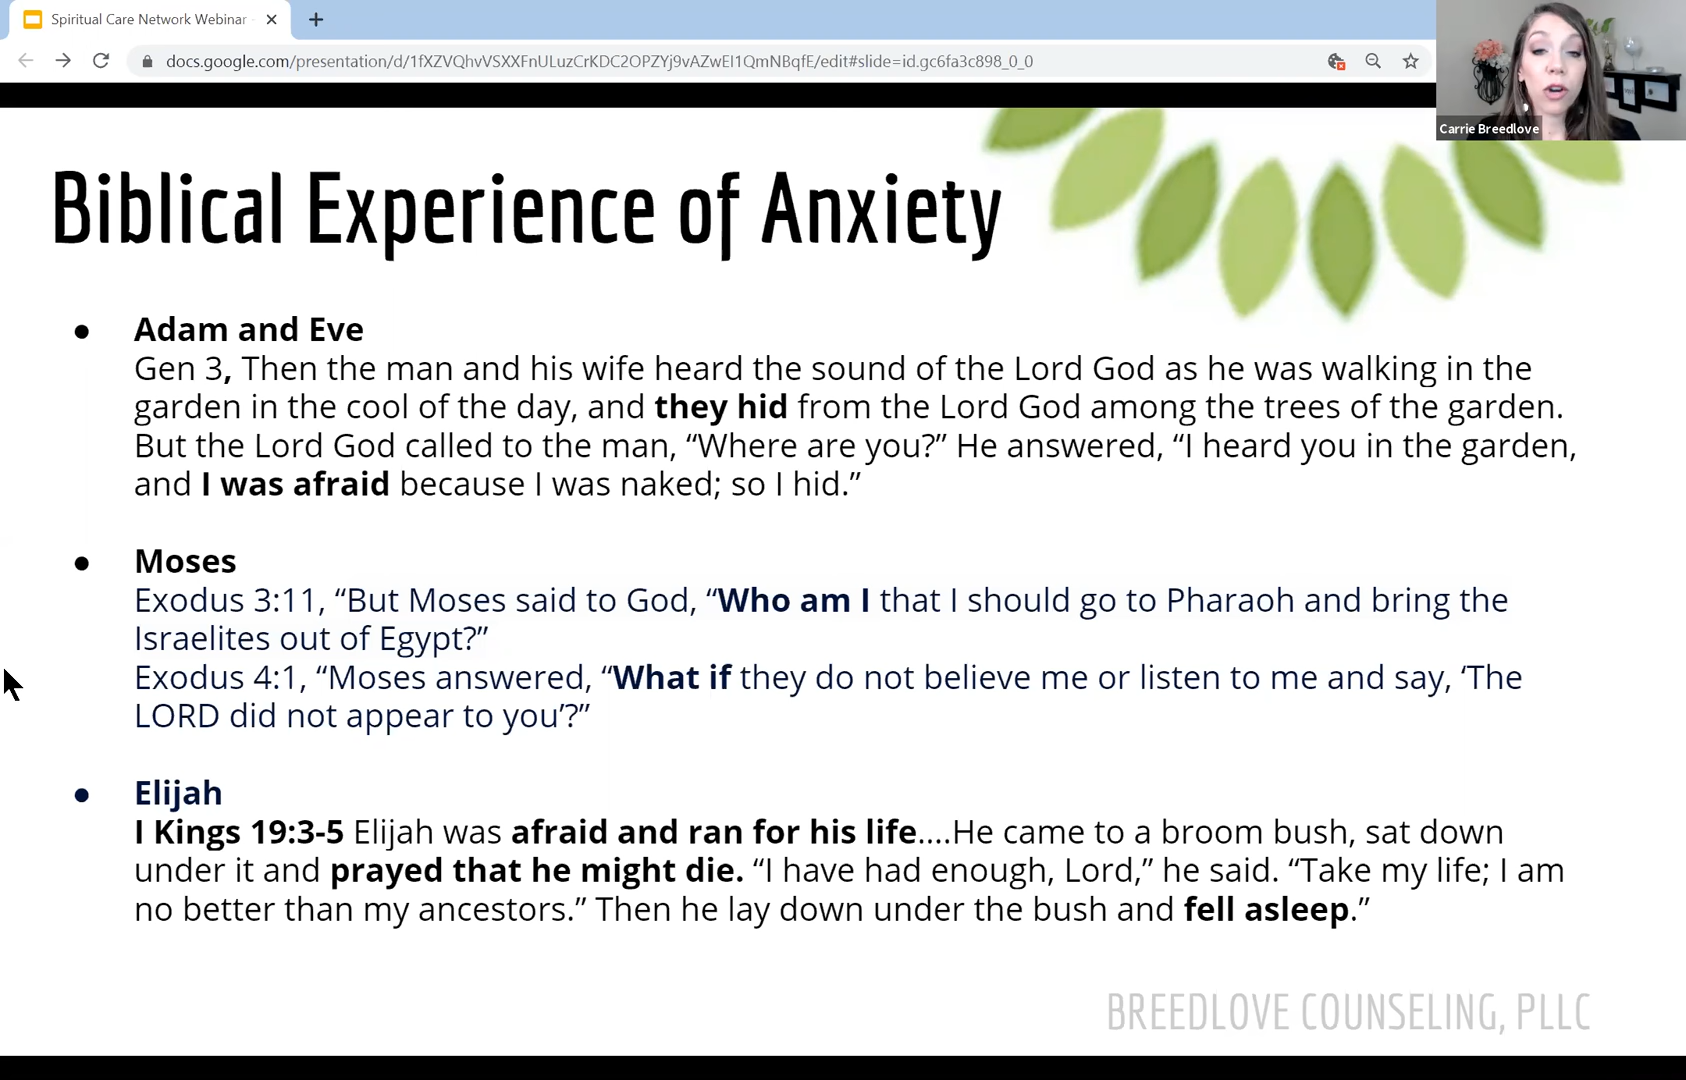 Spiritual Care Network Webinar
docs.google.com/presentation/d/1fXZVQhvVSXXFnULuzCrKDC2OPZYj9vAZwEI1QmNBqfE/edit#slide=id.gc6fa3c898_0_0
Carrie Breedlove
Biblical Experience of Anxiety
● Adam and Eve
Gen 3, Then the man and his wife heard the sound of the Lord God as he was walking in the
garden in the cool of the day, and they hid from the Lord God among the trees of the garden.
But the Lord God called to the man, “Where are you?” He answered, “I heard you in the garden,
and I was afraid because I was naked; so I hid.”
● Moses
Exodus 3:11, “But Moses said to God, “Who am I that I should go to Pharaoh and bring the
Israelites out of Egypt?”
Exodus 4:1, “Moses answered, “What if they do not believe me or listen to me and say, ‘The
LORD did not appear to you’?”
● Elijah
I Kings 19:3-5 Elijah was afraid and ran for his life....He came to a broom bush, sat down
under it and prayed that he might die. “I have had enough, Lord,” he said. “Take my life; I am
no better than my ancestors.” Then he lay down under the bush and fell asleep.”
BREEDLOVE COUNSELING, PLLC